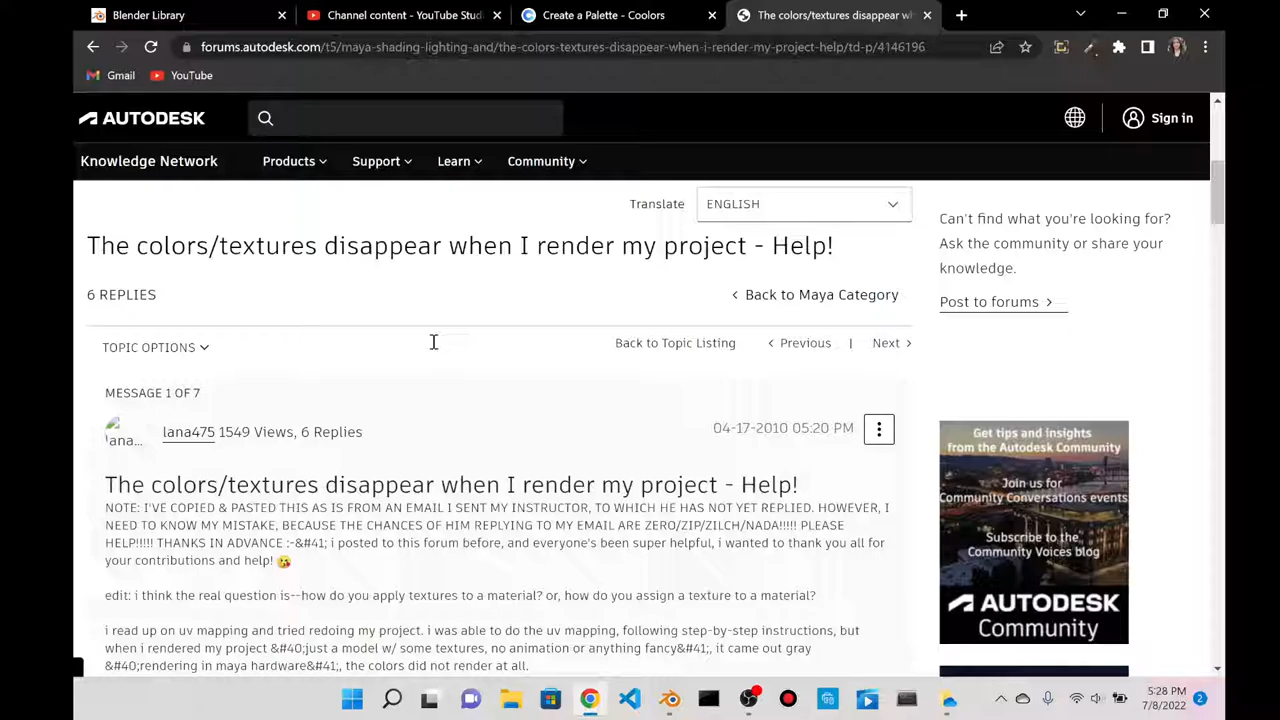 Blender Library
Channel content - YouTube Stud
Create a Palette - Coolors
The colors/textures disappear wh
forums.autodesk.com/t5/maya-shading-lighting-and/the-colors-textures-disappear-when-i-render-my-project-help/td-p/4146196
Gmail
YouTube
AUTODESK
Sign in
Knowledge Network
Products
Support
Learn
Community
Translate
ENGLISH
The colors/textures disappear when I render my project - Help!
6 REPLIES
Back to Maya Category
TOPIC OPTIONS
Back to Topic Listing
Previous
|
Next
MESSAGE 1 OF 7
lana...
lana475 1549 Views, 6 Replies
04-17-2010 05:20 PM
The colors/textures disappear when I render my project - Help!
NOTE: I'VE COPIED & PASTED THIS AS IS FROM AN EMAIL I SENT MY INSTRUCTOR, TO WHICH HE HAS NOT YET REPLIED. HOWEVER, I
NEED TO KNOW MY MISTAKE, BECAUSE THE CHANCES OF HIM REPLYING TO MY EMAIL ARE ZERO/ZIP/ZILCH/NADA!!!!! PLEASE
HELP!!!!! THANKS IN ADVANCE :-&#41; i posted to this forum before, and everyone's been super helpful, i wanted to thank you all for
your contributions and help! 😘
edit: i think the real question is--how do you apply textures to a material? or, how do you assign a texture to a material?
i read up on uv mapping and tried redoing my project. i was able to do the uv mapping, following step-by-step instructions, but
when i rendered my project &#40;just a model w/ some textures, no animation or anything fancy&#41;, it came out gray
&#40;rendering in maya hardware&#41;, the colors did not render at all.
Can't find what you're looking for?
Ask the community or share your
knowledge.
Post to forums
Get tips and insights
from the Autodesk Community
Join us for
Community Conversations events
Subscribe to the
Community Voices blog
AUTODESK
Community
5:28 PM
7/8/2022
2